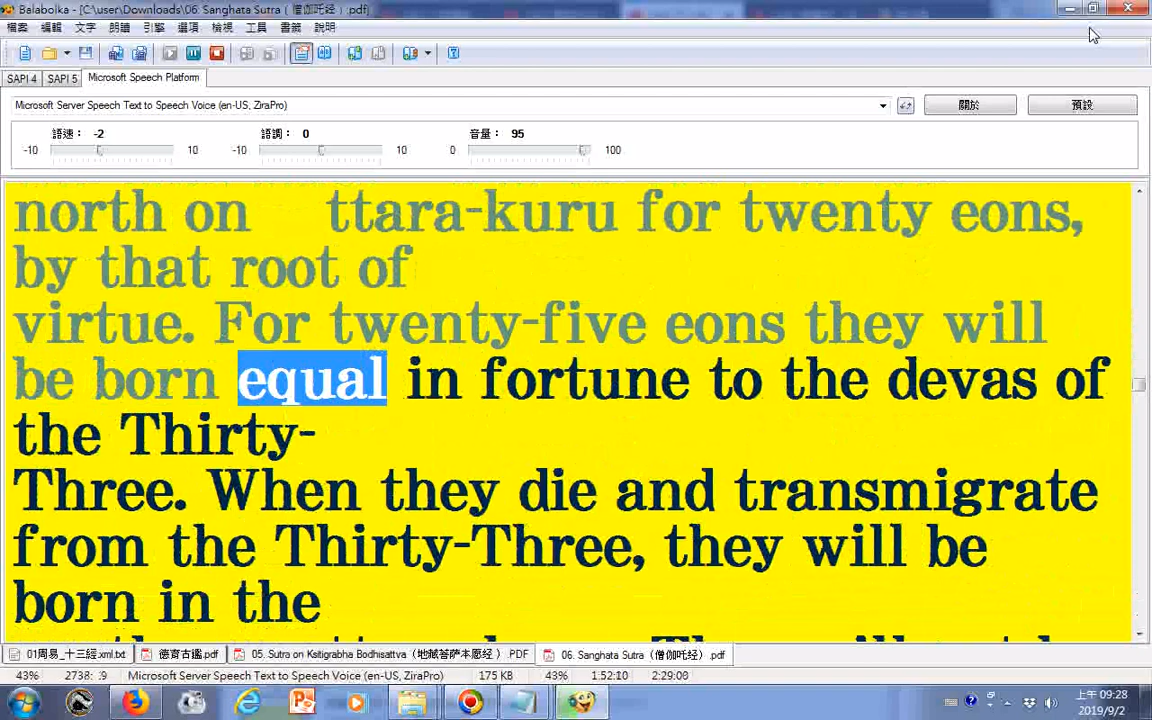 Balabolka - [C:\user\Downloads\06. Sanghata Sutra（僧伽吒经）.pdf]
檔案 編輯 文字 朗讀 引擎 選項 檢視 工具 書籤 說明
SAPI 4 SAPI 5 Microsoft Speech Platform
Microsoft Server Speech Text to Speech Voice (en-US, ZiraPro) 關於 預設
語速： -2 語調： 0 音量： 95
-10 10 -10 10 0 100
north on ttara-kuru for twenty eons,
by that root of
virtue. For twenty-five eons they will
be born equal in fortune to the devas of
the Thirty-
Three. When they die and transmigrate
from the Thirty-Three, they will be
born in the
01周易_十三經.xml.txt 德育古鑑.pdf 05. Sutra on Ksitigrabha Bodhisattva（地藏菩萨本愿经）.PDF 06. Sanghata Sutra（僧伽吒经）.pdf
43% 2738: :9 Microsoft Server Speech Text to Speech Voice (en-US, ZiraPro) 175 KB 43% 1:52:10 2:29:00
上午 09:28
2019/9/2